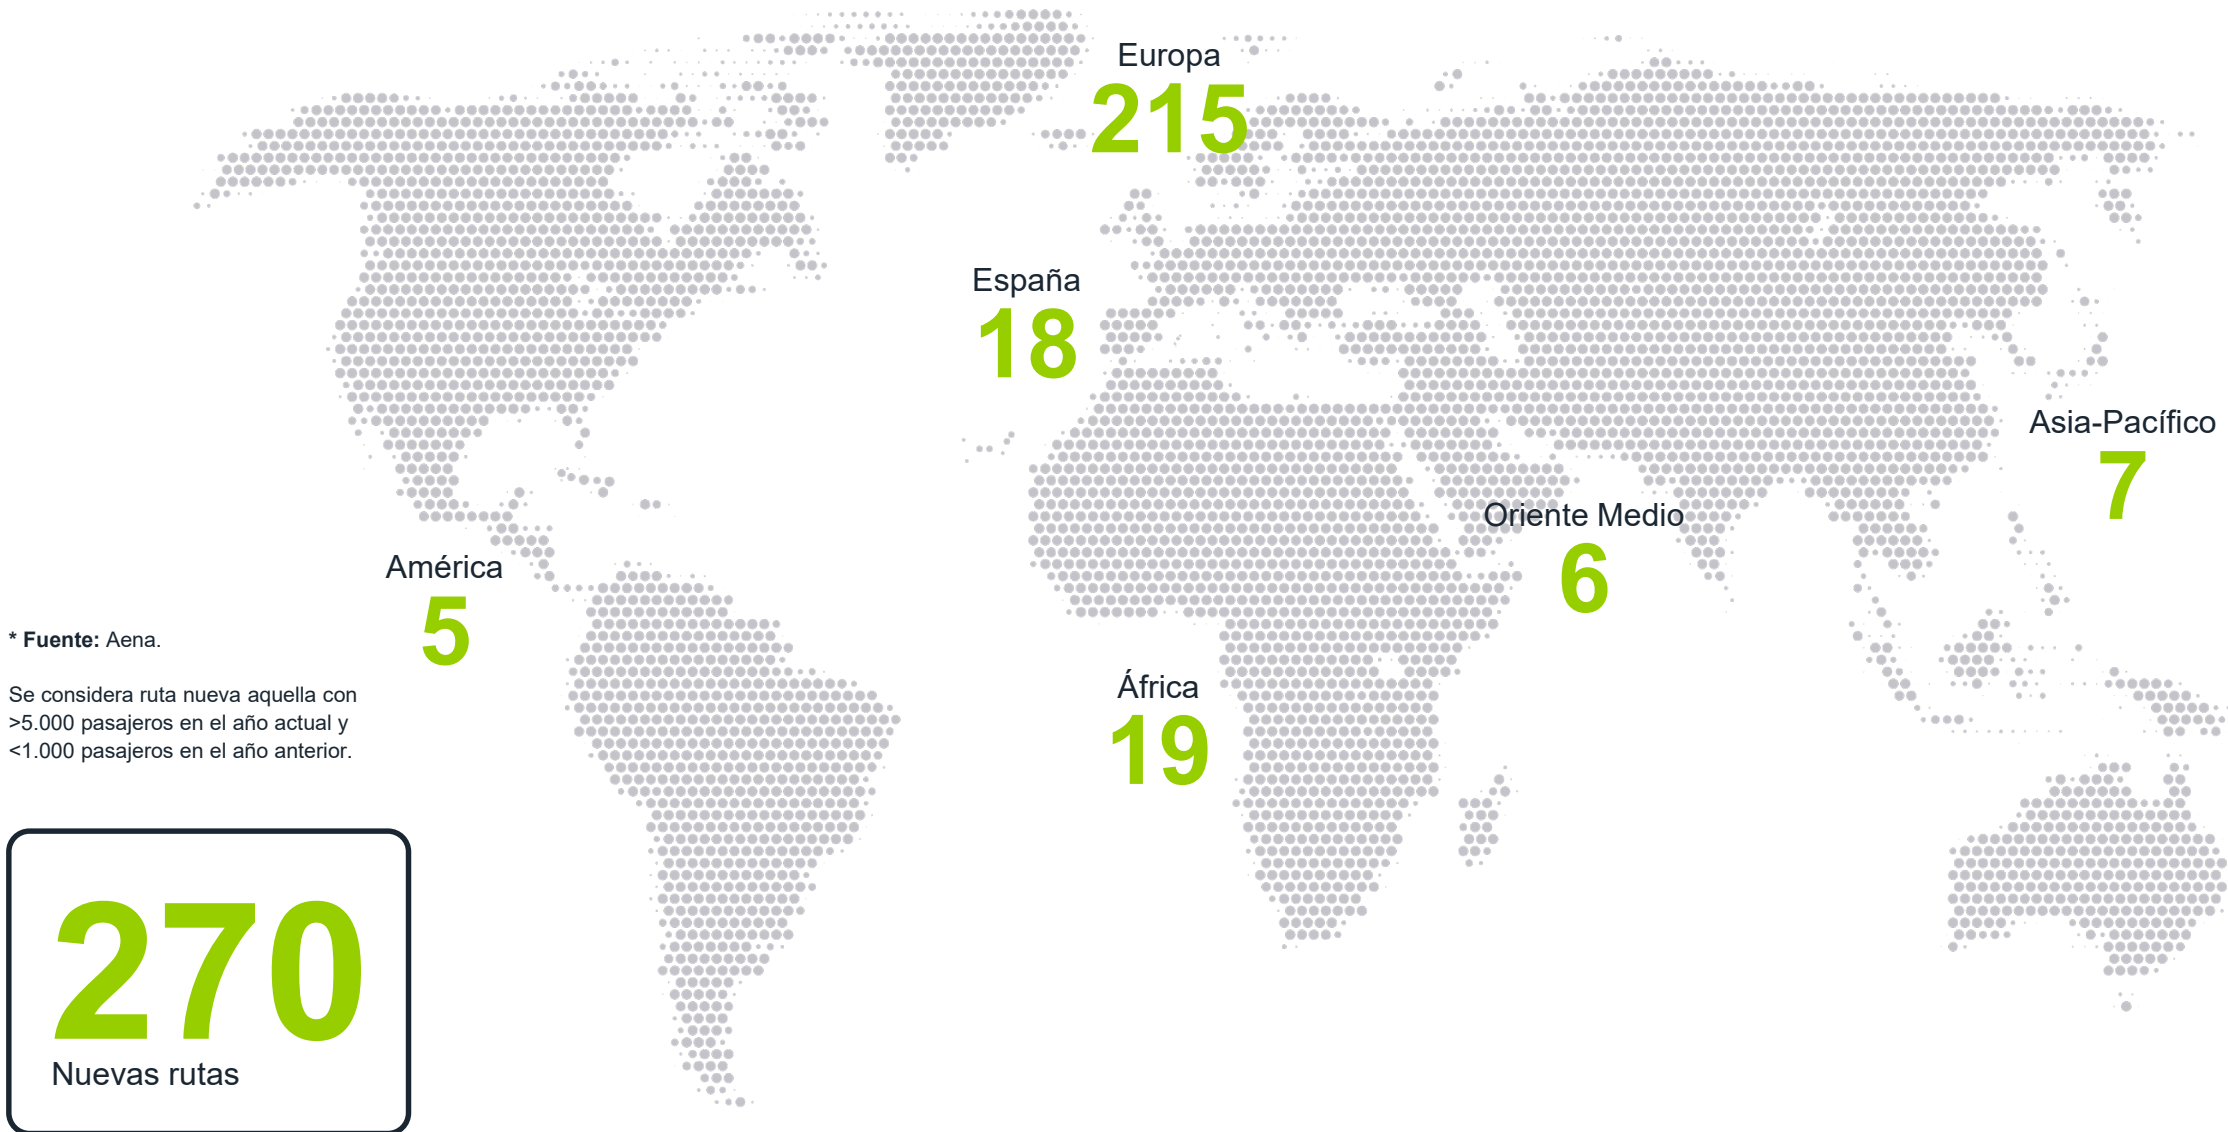 Europa
215
España
18
Asia-Pacífico
7
Oriente Medio
6
América
5
África
19
* Fuente: Aena.
Se considera ruta nueva aquella con
>5.000 pasajeros en el año actual y
<1.000 pasajeros en el año anterior.
270
Nuevas rutas